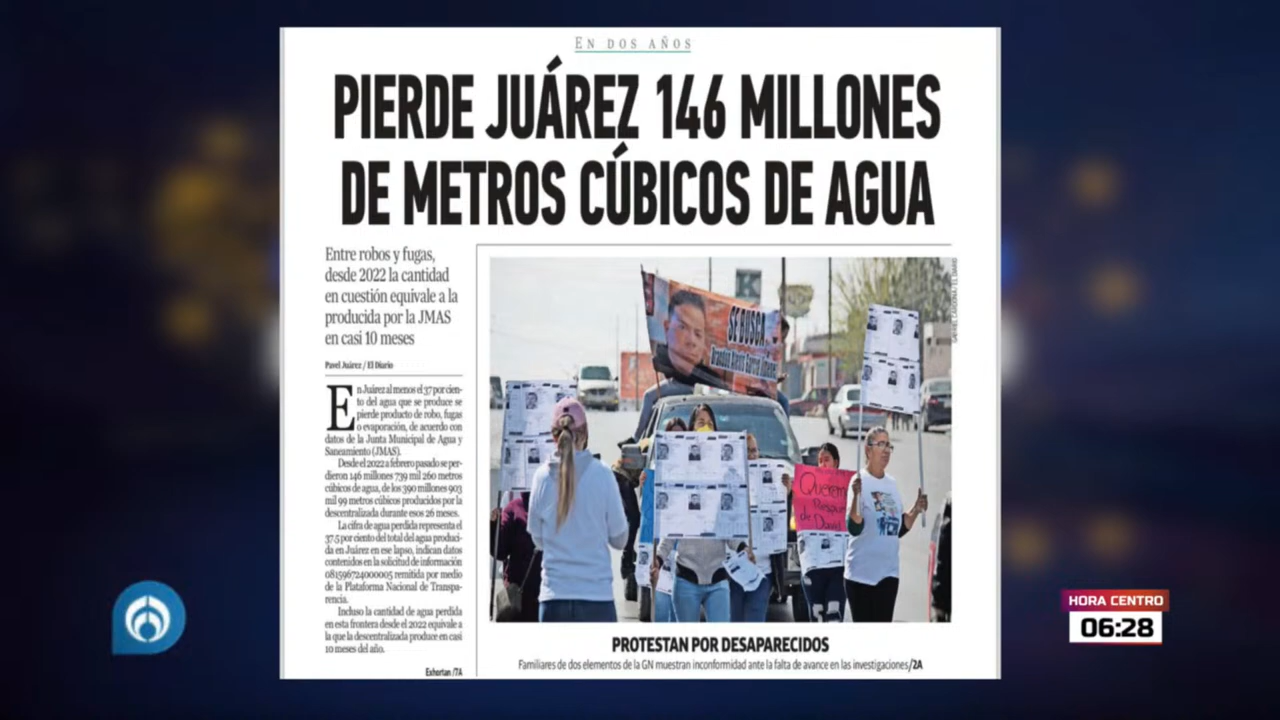 EN DOS AÑOS
PIERDE JUÁREZ 146 MILLONES
DE METROS CÚBICOS DE AGUA
Entre robos y fugas,
desde 2022 la cantidad
en cuestión equivale a la
producida por la JMAS
en casi 10 meses
Pavel Juárez / El Diario
En Juárez al menos el 37 por cien-
to del agua que se produce se
pierde producto de robo, fugas
o evaporación, de acuerdo con
datos de la Junta Municipal de Agua y
Saneamiento (JMAS).
Desde el 2022 a febrero pasado se per-
dieron 146 millones 739 mil 260 metros
cúbicos de agua, de los 390 millones 903
mil 99 metros cúbicos producidos por la
descentralizada durante esos 26 meses.
La cifra de agua perdida representa el
37.5 por ciento del total del agua produci-
da en Juárez en ese lapso, indican datos
contenidos en la solicitud de información
081596724000005 remitida por medio
de la Plataforma Nacional de Transpa-
rencia.
Incluso la cantidad de agua perdida
en esta frontera desde el 2022 equivale a
la que la descentralizada produce en casi
10 meses del año.
Exhortan /7A
GABRIEL CARDONA / EL DIARIO
SE BUSCA
Queremos
de David
PROTESTAN POR DESAPARECIDOS
Familiares de dos elementos de la GN muestran inconformidad ante la falta de avance en las investigaciones/2A
HORA CENTRO
06:28